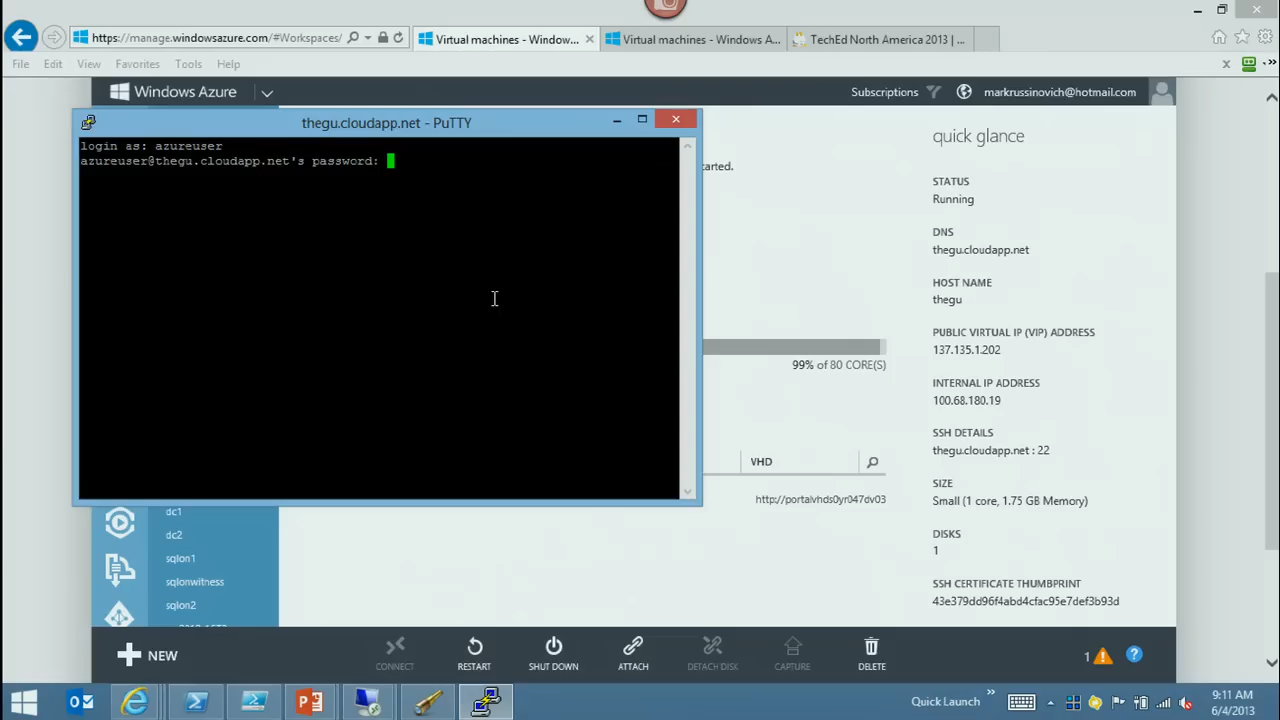 https://manage.windowsazure.com/#Workspaces/
Virtual machines - Window...
Virtual machines - Windows A...
TechEd North America 2013 | ...
File Edit View Favorites Tools Help
Windows Azure
Subscriptions
markrussinovich@hotmail.com
thegu.cloudapp.net - PuTTY
login as: azureuser
azureuser@thegu.cloudapp.net's password:
tarted.
quick glance
STATUS
Running
DNS
thegu.cloudapp.net
HOST NAME
thegu
PUBLIC VIRTUAL IP (VIP) ADDRESS
137.135.1.202
99% of 80 CORE(S)
INTERNAL IP ADDRESS
100.68.180.19
SSH DETAILS
thegu.cloudapp.net : 22
VHD
SIZE
Small (1 core, 1.75 GB Memory)
http://portalvhds0yr047dv03
DISKS
1
SSH CERTIFICATE THUMBPRINT
43e379dd96f4abd4cfac95e7def3b93d
dc1
dc2
sqlon1
sqlonwitness
sqlon2
NEW
CONNECT
RESTART
SHUT DOWN
ATTACH
DETACH DISK
CAPTURE
DELETE
1
Quick Launch
9:11 AM
6/4/2013